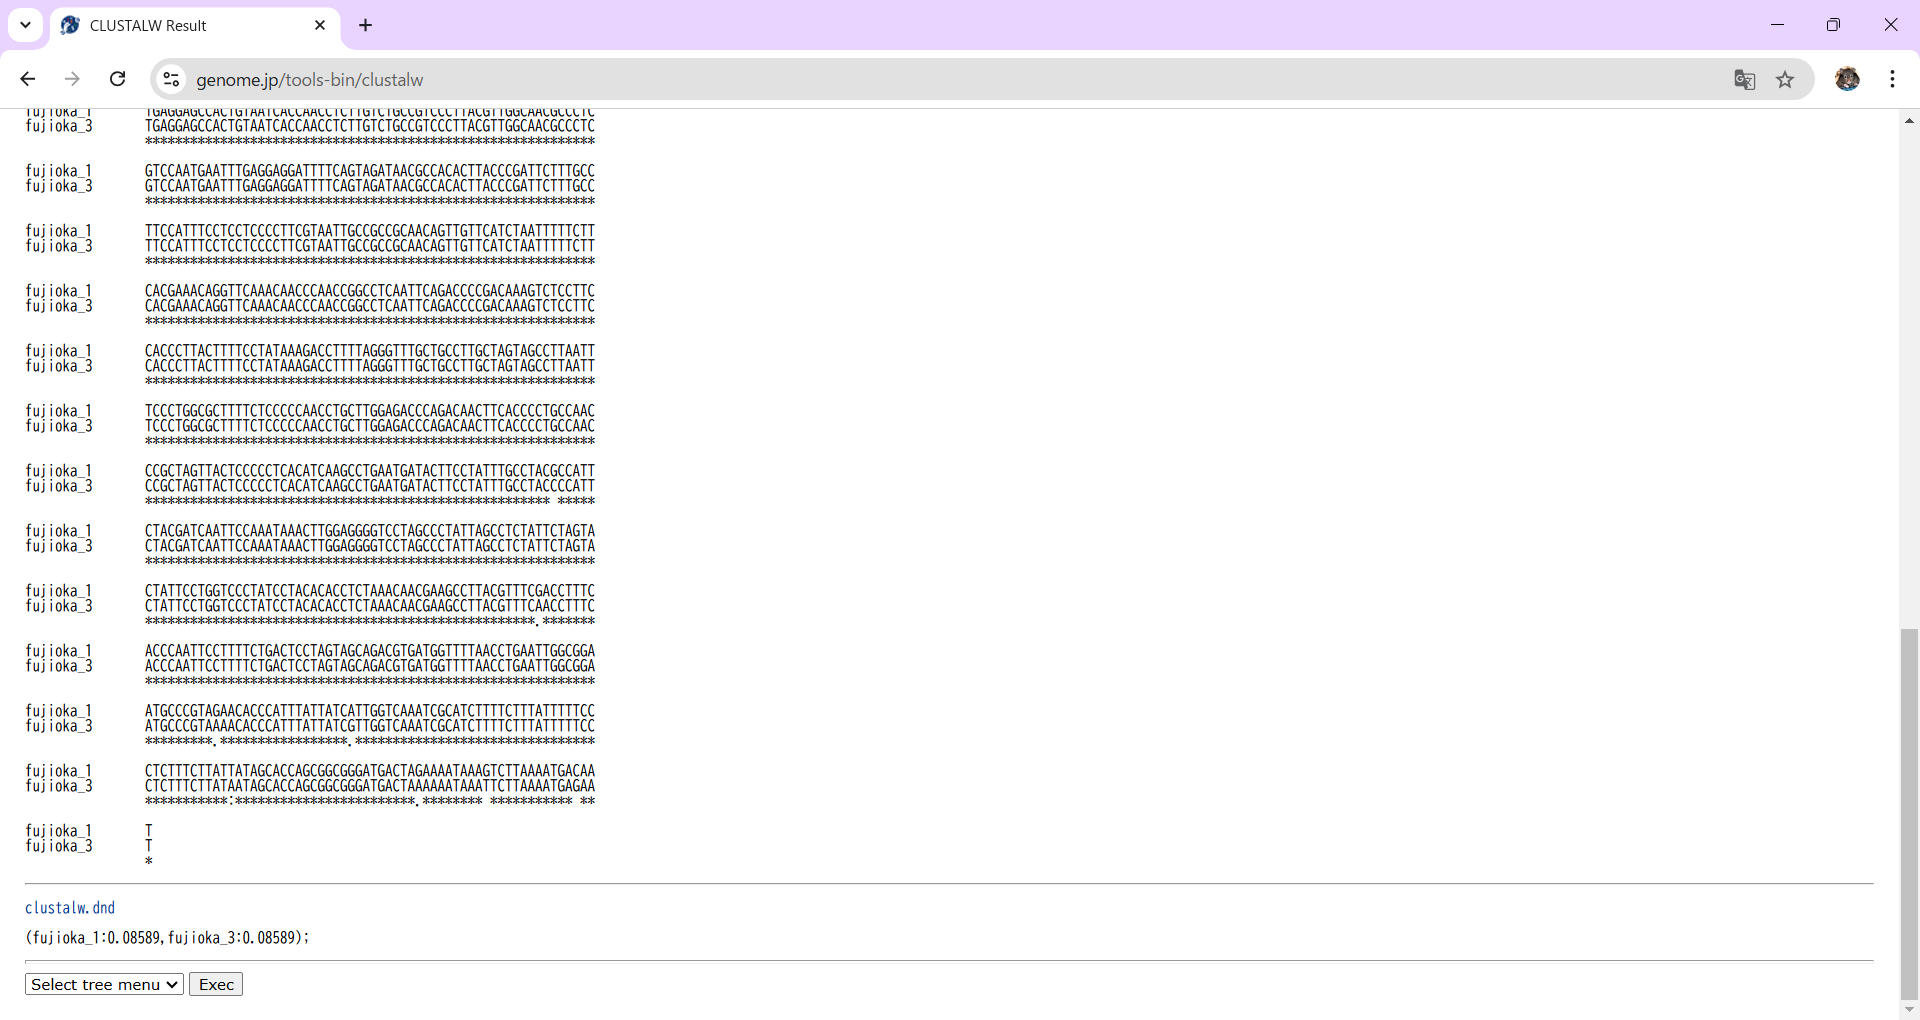 CLUSTALW Result
genome.jp/tools-bin/clustalw
fujioka_1 TGAGGAGCCACTGTAATCACCAACCTCTTGTCTGCCGTCCCTTACGTTGGCAACGCCCTC
fujioka_3 TGAGGAGCCACTGTAATCACCAACCTCTTGTCTGCCGTCCCTTACGTTGGCAACGCCCTC
************************************************************
fujioka_1 GTCCAATGAATTTGAGGAGGATTTTCAGTAGATAACGCCACACTTACCCGATTCTTTGCC
fujioka_3 GTCCAATGAATTTGAGGAGGATTTTCAGTAGATAACGCCACACTTACCCGATTCTTTGCC
************************************************************
fujioka_1 TTCCATTTCCTCCTCCCCTTCGTAATTGCCGCCGCAACAGTTGTTCATCTAATTTTTCTT
fujioka_3 TTCCATTTCCTCCTCCCCTTCGTAATTGCCGCCGCAACAGTTGTTCATCTAATTTTTCTT
************************************************************
fujioka_1 CACGAAACAGGTTCAAACAACCCAACCGGCCTCAATTCAGACCCCGACAAAGTCTCCTTC
fujioka_3 CACGAAACAGGTTCAAACAACCCAACCGGCCTCAATTCAGACCCCGACAAAGTCTCCTTC
************************************************************
fujioka_1 CACCCTTACTTTTCCTATAAAGACCTTTTAGGGTTTGCTGCCTTGCTAGTAGCCTTAATT
fujioka_3 CACCCTTACTTTTCCTATAAAGACCTTTTAGGGTTTGCTGCCTTGCTAGTAGCCTTAATT
************************************************************
fujioka_1 TCCCTGGCGCTTTTCTCCCCCAACCTGCTTGGAGACCCAGACAACTTCACCCCTGCCAAC
fujioka_3 TCCCTGGCGCTTTTCTCCCCCAACCTGCTTGGAGACCCAGACAACTTCACCCCTGCCAAC
************************************************************
fujioka_1 CCGCTAGTTACTCCCCCTCACATCAAGCCTGAATGATACTTCCTATTTGCCTACGCCATT
fujioka_3 CCGCTAGTTACTCCCCCTCACATCAAGCCTGAATGATACTTCCTATTTGCCTACCCCATT
****************************************************** *****
fujioka_1 CTACGATCAATTCCAAATAAACTTGGAGGGGTCCTAGCCCTATTAGCCTCTATTCTAGTA
fujioka_3 CTACGATCAATTCCAAATAAACTTGGAGGGGTCCTAGCCCTATTAGCCTCTATTCTAGTA
************************************************************
fujioka_1 CTATTCCTGGTCCCTATCCTACACACCTCTAAACAACGAAGCCTTACGTTTCGACCTTTC
fujioka_3 CTATTCCTGGTCCCTATCCTACACACCTCTAAACAACGAAGCCTTACGTTTCAACCTTTC
****************************************************.*******
fujioka_1 ACCCAATTCCTTTTCTGACTCCTAGTAGCAGACGTGATGGTTTTAACCTGAATTGGCGGA
fujioka_3 ACCCAATTCCTTTTCTGACTCCTAGTAGCAGACGTGATGGTTTTAACCTGAATTGGCGGA
************************************************************
fujioka_1 ATGCCCGTAGAACACCCATTTATTATCATTGGTCAAATCGCATCTTTTCTTTATTTTTCC
fujioka_3 ATGCCCGTAAAACACCCATTTATTATCGTTGGTCAAATCGCATCTTTTCTTTATTTTTCC
*********.*****************.********************************
fujioka_1 CTCTTTCTTATTATAGCACCAGCGGCGGGATGACTAGAAAATAAAGTCTTAAAATGACAA
fujioka_3 CTCTTTCTTATAATAGCACCAGCGGCGGGATGACTAAAAAATAAATTCTTAAAATGAGAA
***********:************************.******** *********** **
fujioka_1 T
fujioka_3 T
*
clustalw.dnd
(fujioka_1:0.08589,fujioka_3:0.08589);
Select tree menu Exec